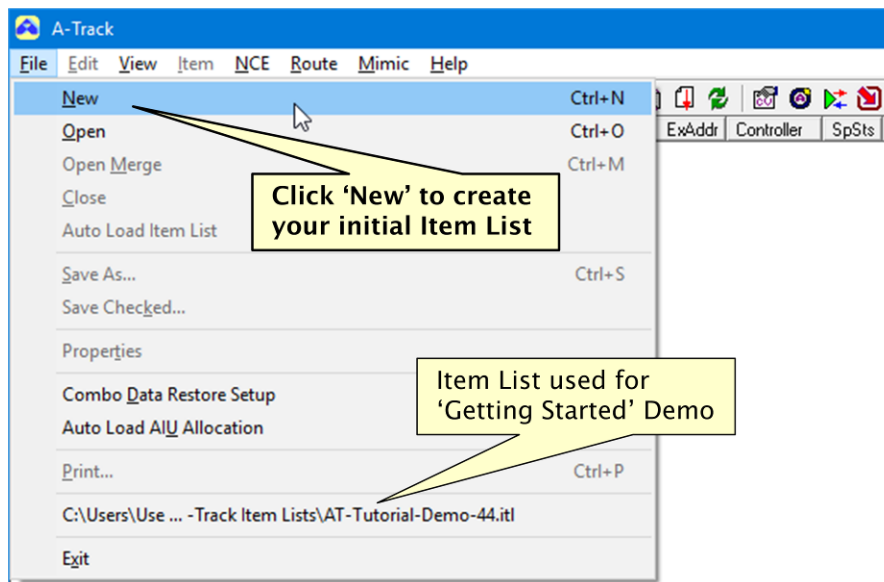 A-Track
File Edit View Item NCE Route Mimic Help
New Ctrl+N
Open Ctrl+O
ExAddr Controller SpSts
Open Merge Ctrl+M
Close
Auto Load Item List
Click ‘New’ to create
your initial Item List
Save As... Ctrl+S
Save Checked...
Properties
Item List used for
‘Getting Started’ Demo
Combo Data Restore Setup
Auto Load AIU Allocation
Print... Ctrl+P
C:\Users\Use ... -Track Item Lists\AT-Tutorial-Demo-44.itl
Exit